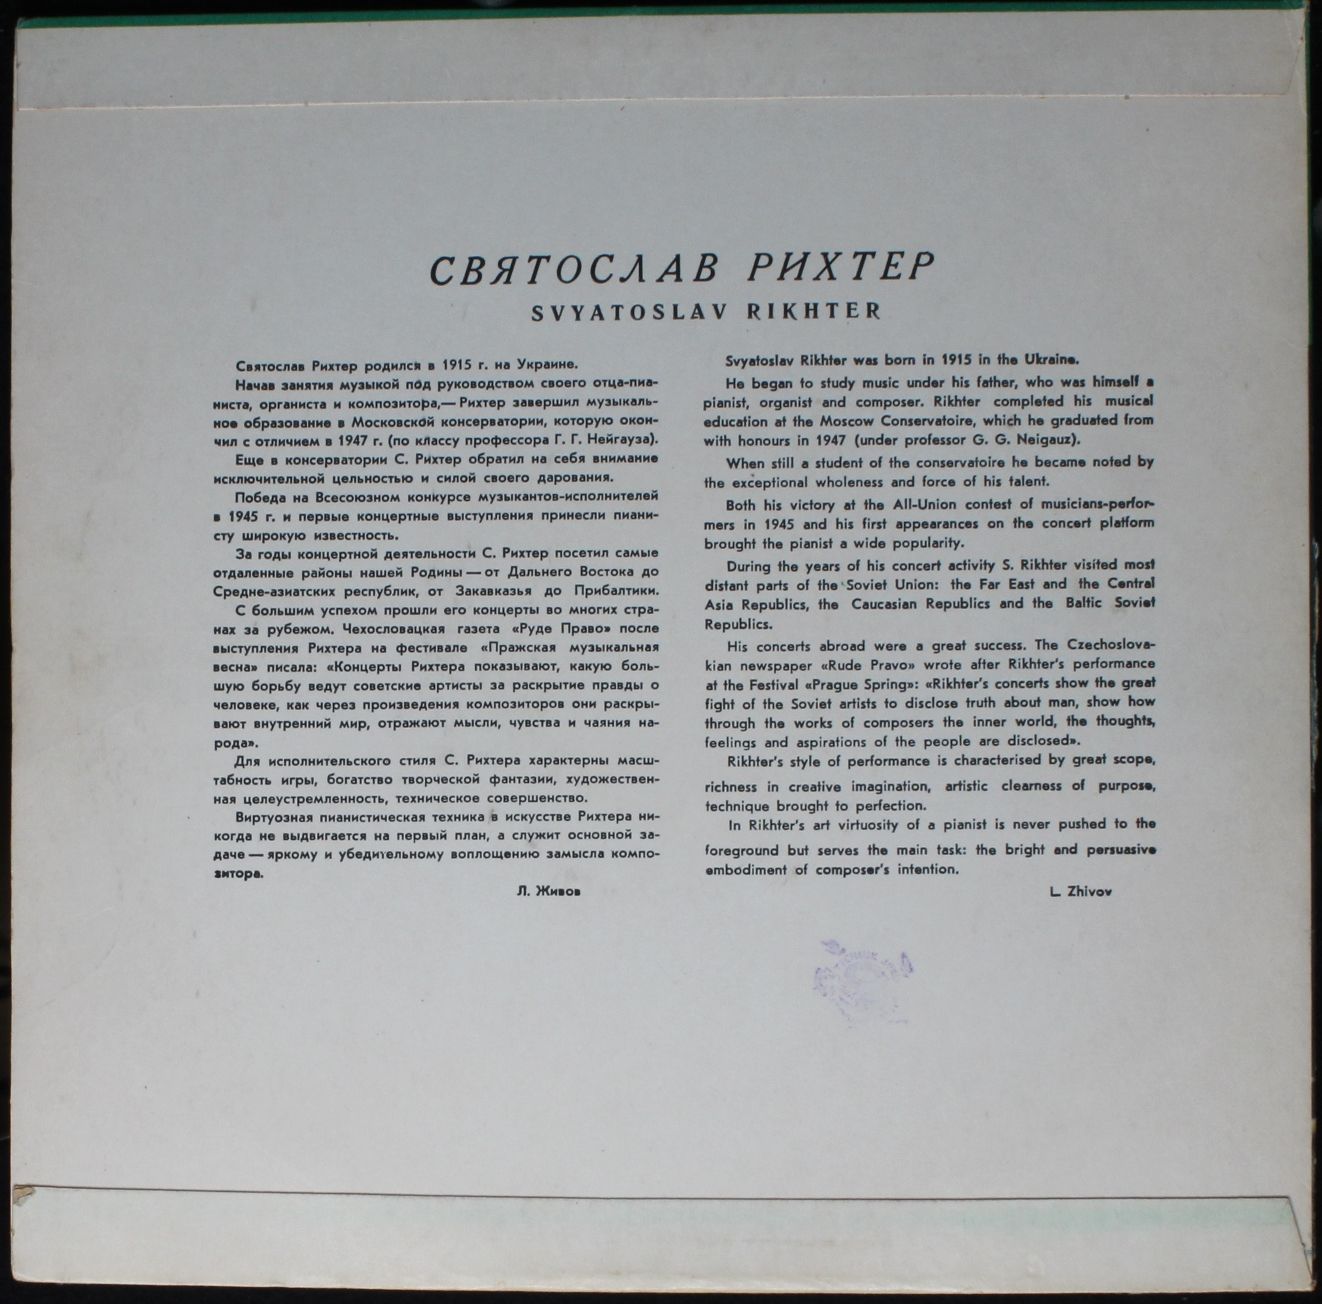 СВЯТОСЛАВ РИХТЕР
SVYATOSLAV RIKHTER
Святослав Рихтер родился в 1915 г. на Украине.
Начав занятия музыкой под руководством своего отца-пиа-
ниста, органиста и композитора,— Рихтер завершил музыкаль-
ное образование в Московской консерватории, которую окон-
чил с отличием в 1947 г. (по классу профессора Г. Г. Нейгауза).
Еще в консерватории С. Рихтер обратил на себя внимание
исключительной цельностью и силой своего дарования.
Победа на Всесоюзном конкурсе музыкантов-исполнителей
в 1945 г. и первые концертные выступления принесли пиани-
сту широкую известность.
За годы концертной деятельности С. Рихтер посетил самые
отдаленные районы нашей Родины — от Дальнего Востока до
Средне-азиатских республик, от Закавказья до Прибалтики.
С большим успехом прошли его концерты во многих стра-
нах за рубежом. Чехословацкая газета «Руде Право» после
выступления Рихтера на фестивале «Пражская музыкальная
весна» писала: «Концерты Рихтера показывают, какую боль-
шую борьбу ведут советские артисты за раскрытие правды о
человеке, как через произведения композиторов они раскры-
вают внутренний мир, отражают мысли, чувства и чаяния на-
рода».
Для исполнительского стиля С. Рихтера характерны масш-
табность игры, богатство творческой фантазии, художествен-
ная целеустремленность, техническое совершенство.
Виртуозная пианистическая техника в искусстве Рихтера ни-
когда не выдвигается на первый план, а служит основной за-
даче — яркому и убедительному воплощению замысла компо-
зитора.
Л. Живов
Svyatoslav Rikhter was born in 1915 in the Ukraine.
He began to study music under his father, who was himself a
pianist, organist and composer. Rikhter completed his musical
education at the Moscow Conservatoire, which he graduated from
with honours in 1947 (under professor G. G. Neigauz).
When still a student of the conservatoire he became noted by
the exceptional wholeness and force of his talent.
Both his victory at the All-Union contest of musicians-perfor-
mers in 1945 and his first appearances on the concert platform
brought the pianist a wide popularity.
During the years of his concert activity S. Rikhter visited most
distant parts of the Soviet Union: the Far East and the Central
Asia Republics, the Caucasian Republics and the Baltic Soviet
Republics.
His concerts abroad were a great success. The Czechoslova-
kian newspaper «Rude Pravo» wrote after Rikhter's performance
at the Festival «Prague Spring»: «Rikhter's concerts show the great
fight of the Soviet artists to disclose truth about man, show how
through the works of composers the inner world, the thoughts,
feelings and aspirations of the people are disclosed».
Rikhter's style of performance is characterised by great scope,
richness in creative imagination, artistic clearness of purpose,
technique brought to perfection.
In Rikhter's art virtuosity of a pianist is never pushed to the
foreground but serves the main task: the bright and persuasive
embodiment of composer's intention.
L. Zhivov